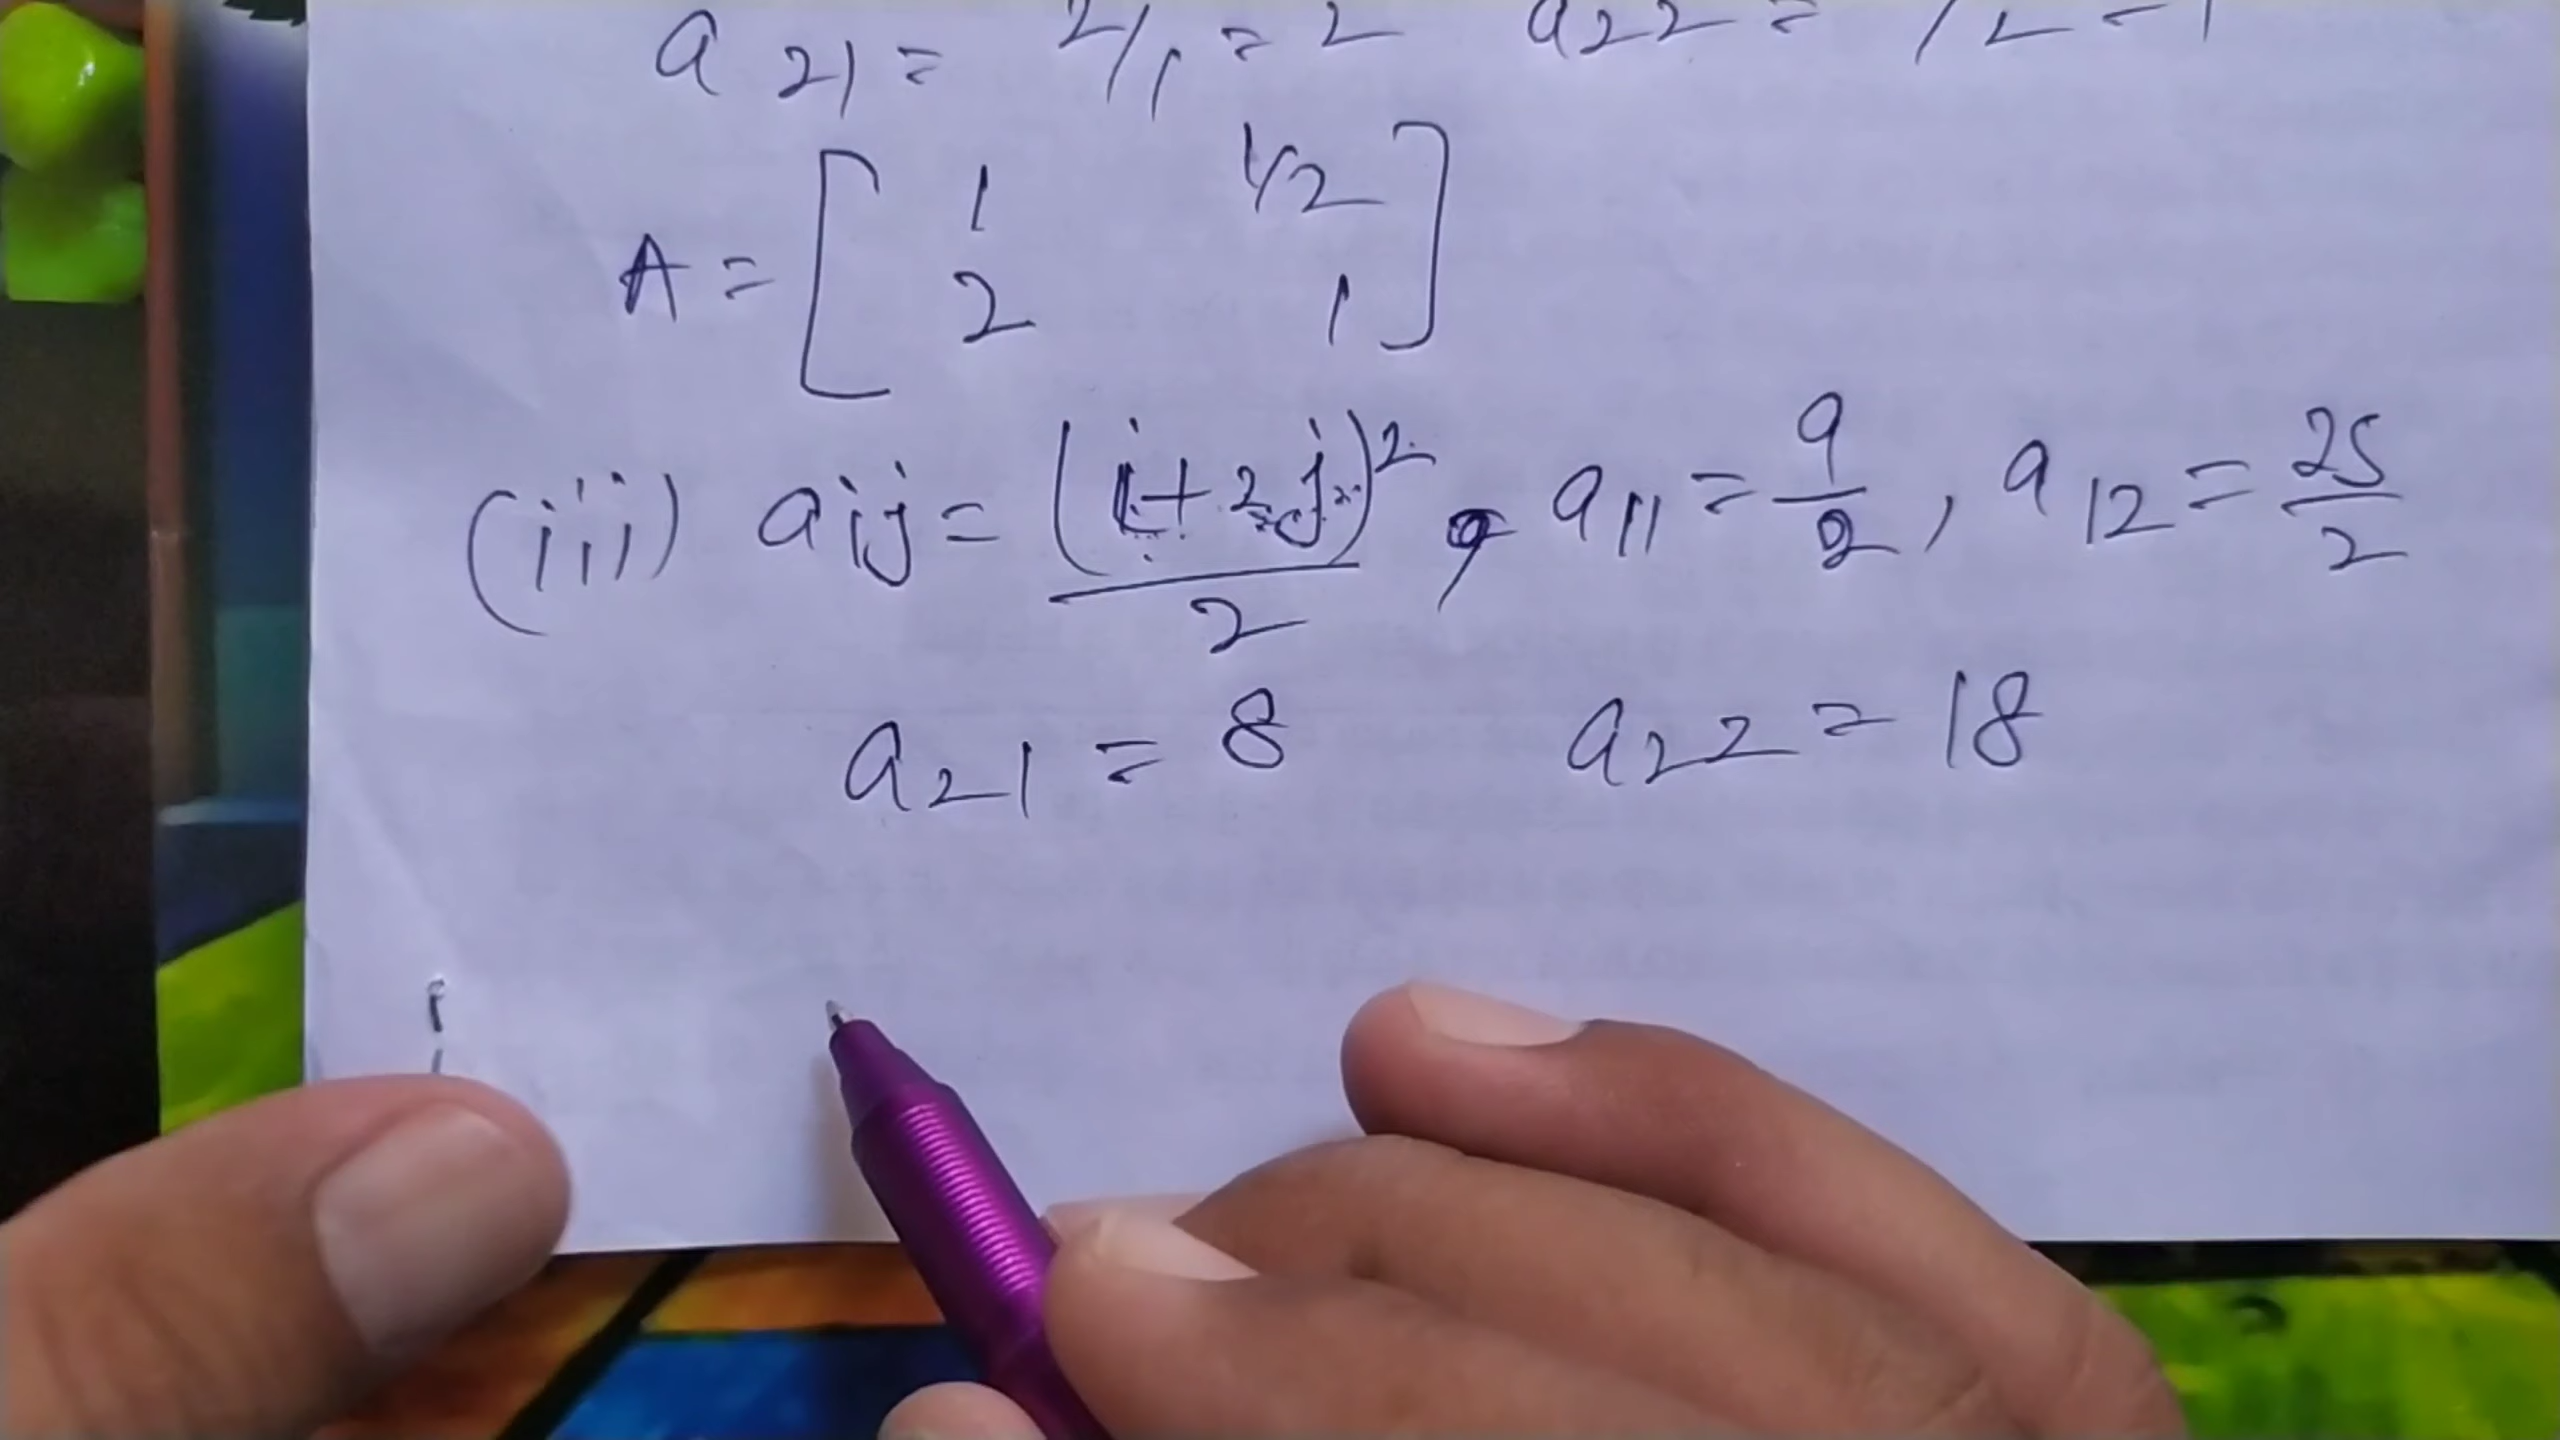 a21 = 2/1 = 2 a22 = /2 = 1
A = [ 1 1/2
2 1 ]
(iii) aij = (i + 2j)²/2 , a11 = 9/2 , a12 = 25/2
a21 = 8 a22 = 18